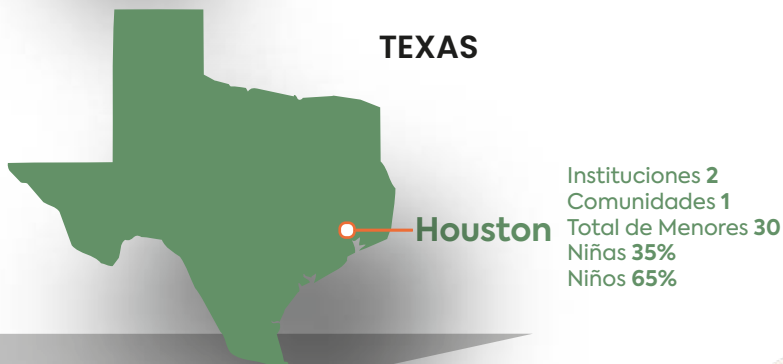 TEXAS
Houston
Instituciones 2
Comunidades 1
Total de Menores 30
Niñas 35%
Niños 65%